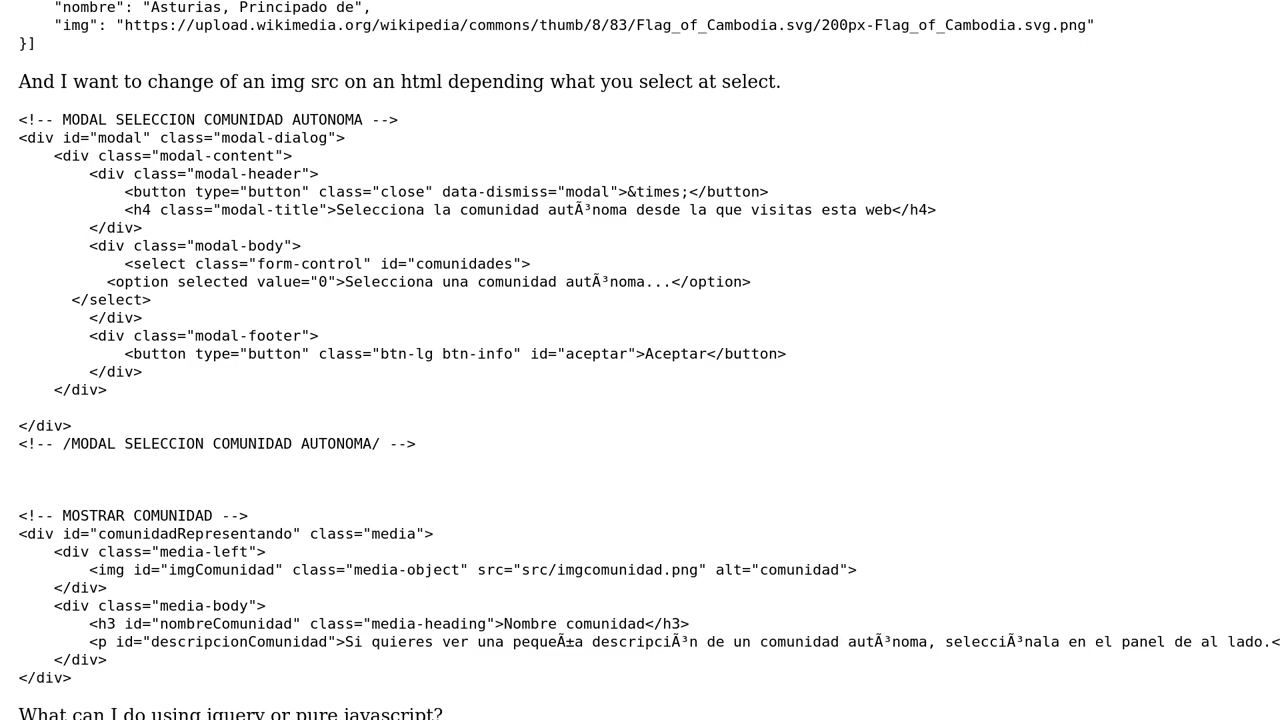 "nombre": "Asturias, Principado de",
"img": "https://upload.wikimedia.org/wikipedia/commons/thumb/8/83/Flag_of_Cambodia.svg/200px-Flag_of_Cambodia.svg.png"
}]
And I want to change of an img src on an html depending what you select at select.
<!-- MODAL SELECCION COMUNIDAD AUTONOMA -->
<div id="modal" class="modal-dialog">
<div class="modal-content">
<div class="modal-header">
<button type="button" class="close" data-dismiss="modal">&times;</button>
<h4 class="modal-title">Selecciona la comunidad autÃ³noma desde la que visitas esta web</h4>
</div>
<div class="modal-body">
<select class="form-control" id="comunidades">
<option selected value="0">Selecciona una comunidad autÃ³noma...</option>
</select>
</div>
<div class="modal-footer">
<button type="button" class="btn-lg btn-info" id="aceptar">Aceptar</button>
</div>
</div>
</div>
<!-- /MODAL SELECCION COMUNIDAD AUTONOMA/ -->
<!-- MOSTRAR COMUNIDAD -->
<div id="comunidadRepresentando" class="media">
<div class="media-left">
<img id="imgComunidad" class="media-object" src="src/imgcomunidad.png" alt="comunidad">
</div>
<div class="media-body">
<h3 id="nombreComunidad" class="media-heading">Nombre comunidad</h3>
<p id="descripcionComunidad">Si quieres ver una pequeÃ±a descripciÃ³n de un comunidad autÃ³noma, selecciÃ³nala en el panel de al lado.<
</div>
</div>
What can I do using jquery or pure javascript?